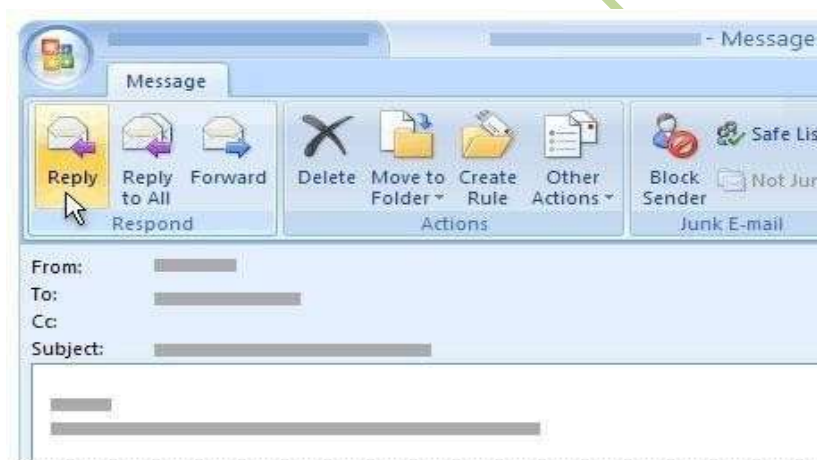 - Message
Message
Reply
Reply to All
Forward
Delete
Move to Folder
Create Rule
Other Actions
Block Sender
Safe Lis
Not Jun
Respond
Actions
Junk E-mail
From:
To:
Cc:
Subject: